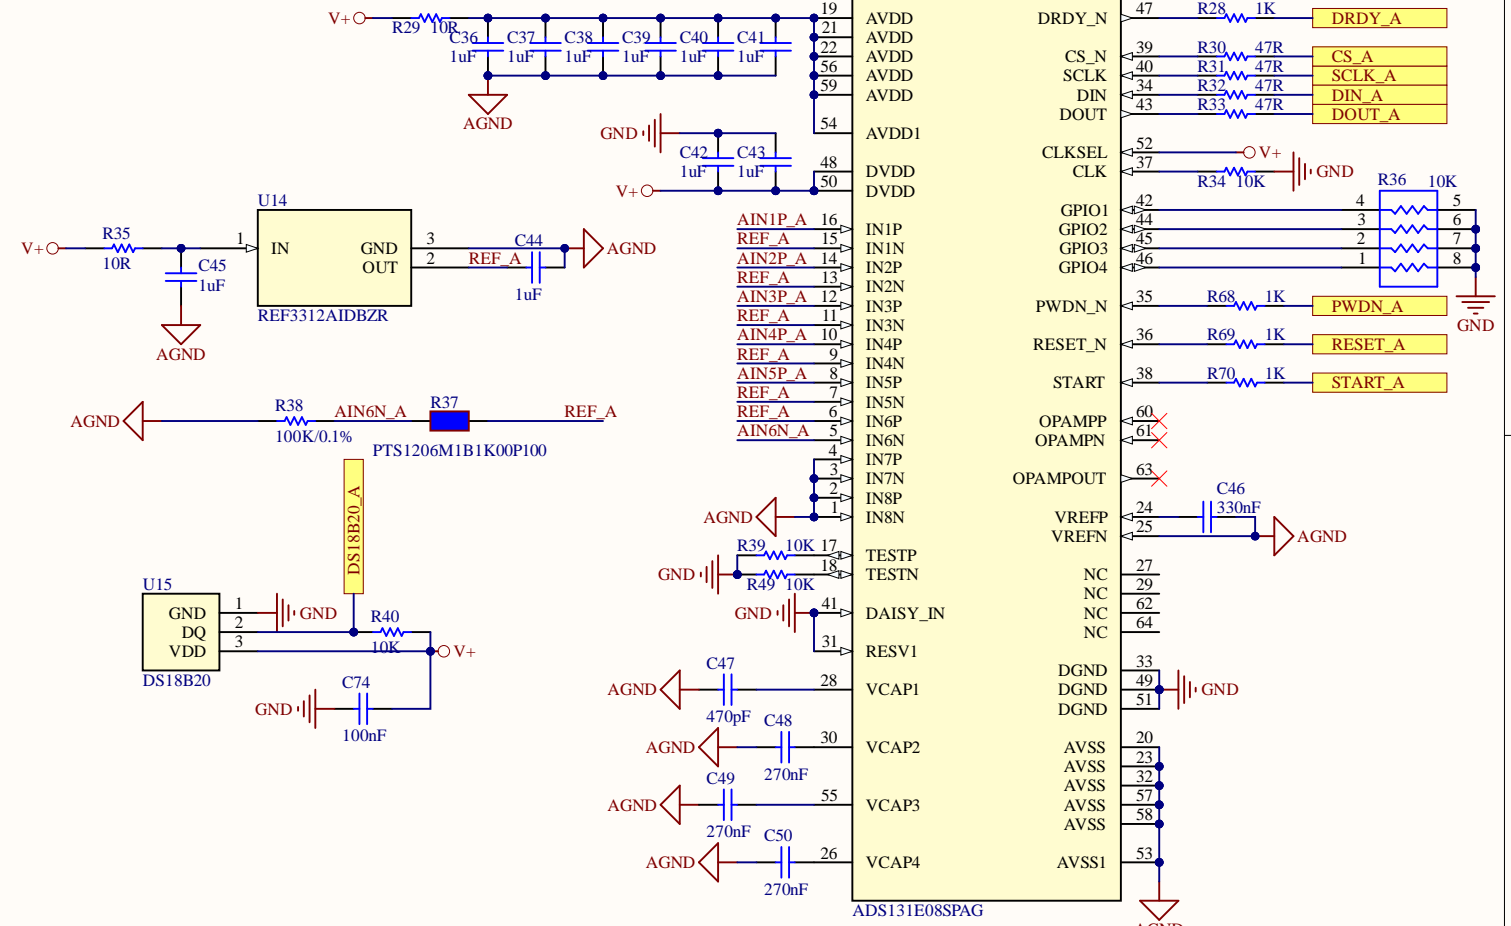 V+ R29 10R
C36 1uF C37 1uF C38 1uF C39 1uF C40 1uF C41 1uF
AGND
GND
C42 1uF C43 1uF
V+
U14
V+ R35 10R
C45 1uF
AGND
1 IN GND 3
OUT 2
REF3312AIDBZR
REF_A
C44 1uF
AGND
AGND R38 100K/0.1% AIN6N_A R37 REF_A
PTS1206M1B1K00P100
DS18B20_A
U15
GND 1 GND
DQ 2
VDD 3
DS18B20
R40 10K
V+
GND C74 100nF
19 AVDD
21 AVDD
22 AVDD
56 AVDD
59 AVDD
54 AVDD1
48 DVDD
50 DVDD
AIN1P_A 16 IN1P
REF_A 15 IN1N
AIN2P_A 14 IN2P
REF_A 13 IN2N
AIN3P_A 12 IN3P
REF_A 11 IN3N
AIN4P_A 10 IN4P
REF_A 9 IN4N
AIN5P_A 8 IN5P
REF_A 7 IN5N
REF_A 6 IN6P
AIN6N_A 5 IN6N
4 IN7P
3 IN7N
2 IN8P
AGND 1 IN8N
R39 10K 17 TESTP
GND R49 10K 18 TESTN
GND 41 DAISY_IN
31 RESV1
AGND C47 470pF 28 VCAP1
AGND C48 270nF 30 VCAP2
AGND C49 270nF 55 VCAP3
AGND C50 270nF 26 VCAP4
ADS131E08SPAG
DRDY_N 47 R28 1K DRDY_A
CS_N 39 R30 47R CS_A
SCLK 40 R31 47R SCLK_A
DIN 34 R32 47R DIN_A
DOUT 43 R33 47R DOUT_A
CLKSEL 52 V+
CLK 37 R34 10K GND
R36 10K
GPIO1 42 4 5
GPIO2 44 3 6
GPIO3 45 2 7
GPIO4 46 1 8
GND
PWDN_N 35 R68 1K PWDN_A
RESET_N 36 R69 1K RESET_A
START 38 R70 1K START_A
OPAMPP 60
OPAMPN 61
OPAMPOUT 63
VREFP 24 C46 330nF
VREFN 25 AGND
NC 27
NC 29
NC 62
NC 64
DGND 33
DGND 49 GND
DGND 51
AVSS 20
AVSS 23
AVSS 32
AVSS 57
AVSS 58
AVSS1 53